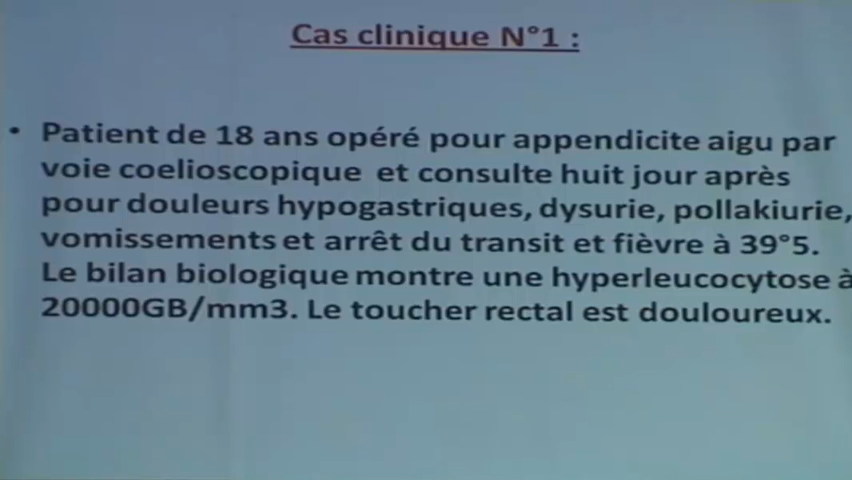 Cas clinique N°1 :
• Patient de 18 ans opéré pour appendicite aigu par
voie coelioscopique et consulte huit jour après
pour douleurs hypogastriques, dysurie, pollakiurie,
vomissements et arrêt du transit et fièvre à 39°5.
Le bilan biologique montre une hyperleucocytose à
20000GB/mm3. Le toucher rectal est douloureux.